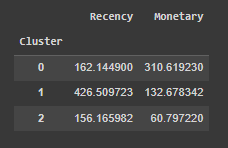 Recency Monetary
Cluster
0 162.144900 310.619230
1 426.509723 132.678342
2 156.165982 60.797220